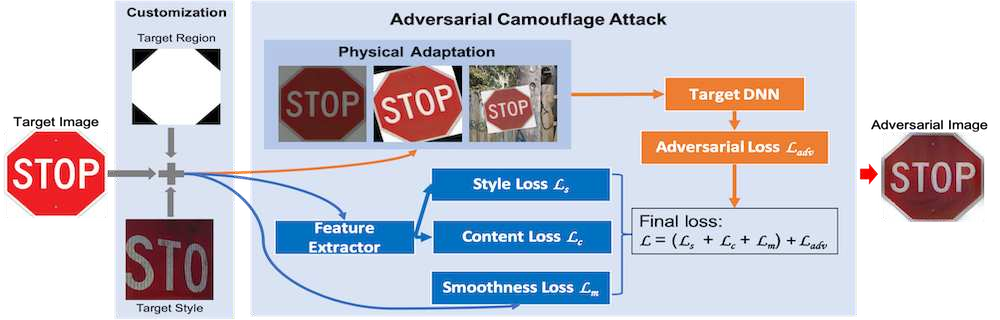 Customization
Target Region
Adversarial Camouflage Attack
Physical Adaptation
STOP
STOP
STOP
Target DNN
Target Image
STOP
Adversarial Loss ℒadv
Adversarial Image
STOP
Style Loss ℒs
Feature
Extractor
Content Loss ℒc
Final loss:
ℒ = (ℒs + ℒc + ℒm) + ℒadv
STO
Smoothness Loss ℒm
Target Style